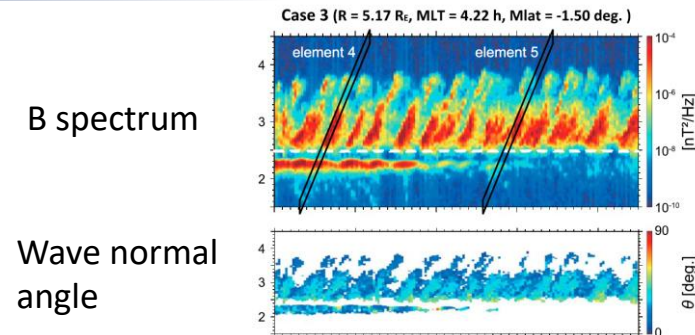 Case 3 (R = 5.17 RE, MLT = 4.22 h, Mlat = -1.50 deg. )
B spectrum
4
3
2
element 4
element 5
10-4
10-6
10-8
10-10
[nT²/Hz]
Wave normal
angle
4
3
2
90
0
θ [deg.]